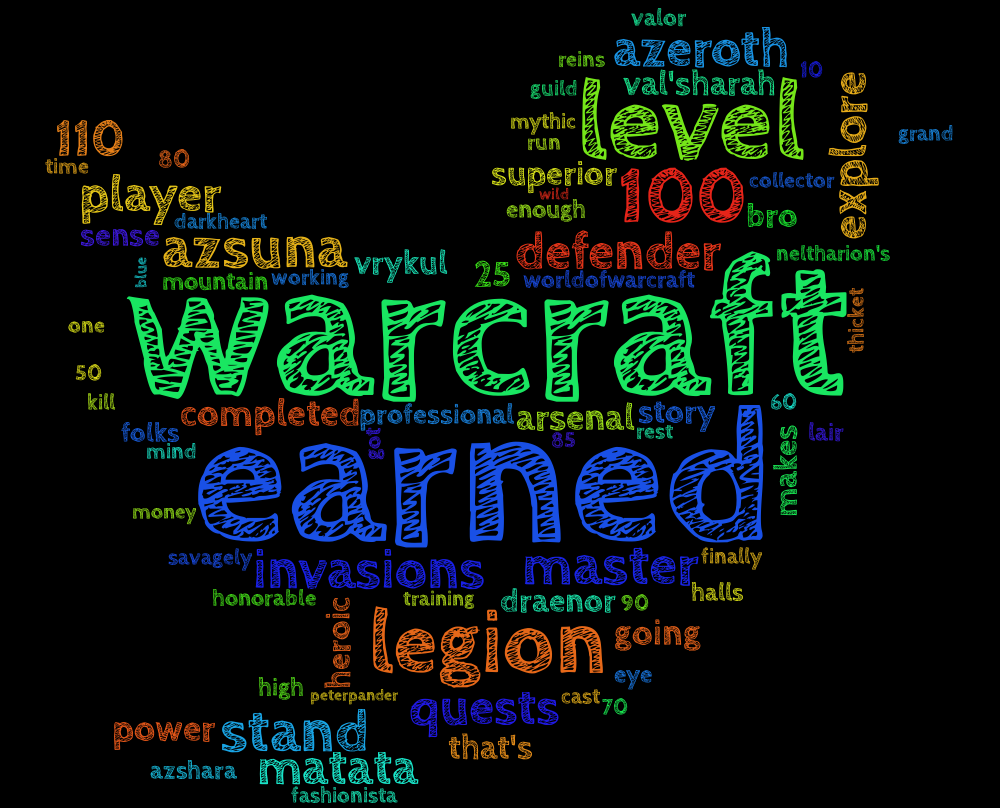 valor
azeroth
reins
10
val'sharah
guild
level
explore
mythic
grand
run
110
80
time
superior
100
collector
wild
player
enough
bro
darkheart
sense
azsuna
defender
neltharion's
vrykul
25
worldofwarcraft
blue
mountain
working
warcraft
thicket
one
50
kill
60
completed
professional
arsenal
story
folks
got
85
rest
lair
mind
earned
makes
money
savagely
invasions
master
finally
honorable
training
draenor
90
halls
heroic
legion
going
eye
high
peterpander
quests
cast
70
power
stand
that's
azshara
matata
fashionista